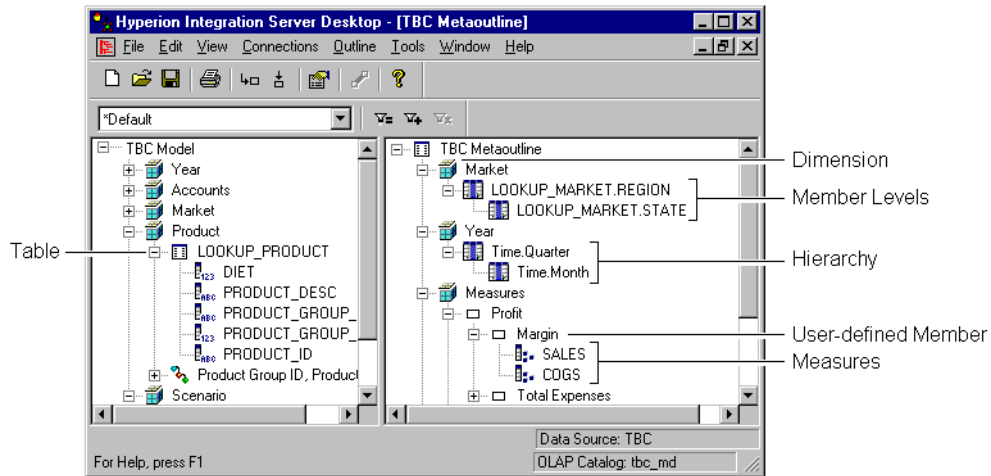 Hyperion Integration Server Desktop - [TBC Metaoutline]
File Edit View Connections Outline Tools Window Help
*Default
TBC Model
Year
Accounts
Market
Product
LOOKUP_PRODUCT
DIET
PRODUCT_DESC
PRODUCT_GROUP_
PRODUCT_GROUP_
PRODUCT_ID
Product Group ID, Product
Scenario
TBC Metaoutline
Market
LOOKUP_MARKET.REGION
LOOKUP_MARKET.STATE
Year
Time.Quarter
Time.Month
Measures
Profit
Margin
SALES
COGS
Total Expenses
Table
Dimension
Member Levels
Hierarchy
User-defined Member
Measures
Data Source: TBC
For Help, press F1
OLAP Catalog: tbc_md